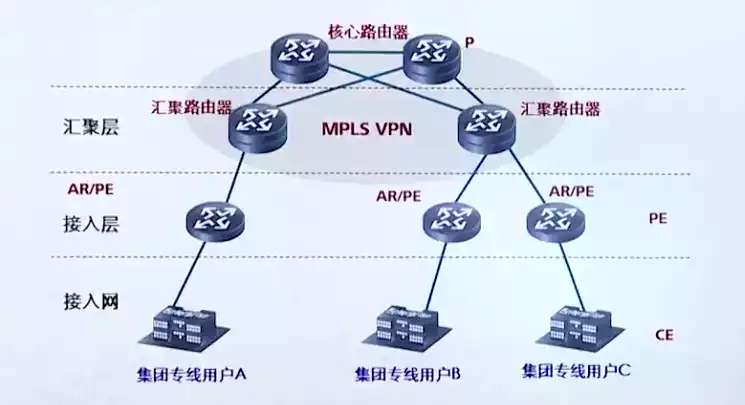 核心路由器
P
汇聚路由器
汇聚路由器
汇聚层
MPLS VPN
AR/PE
AR/PE
AR/PE
接入层
PE
接入网
CE
集团专线用户A
集团专线用户B
集团专线用户C